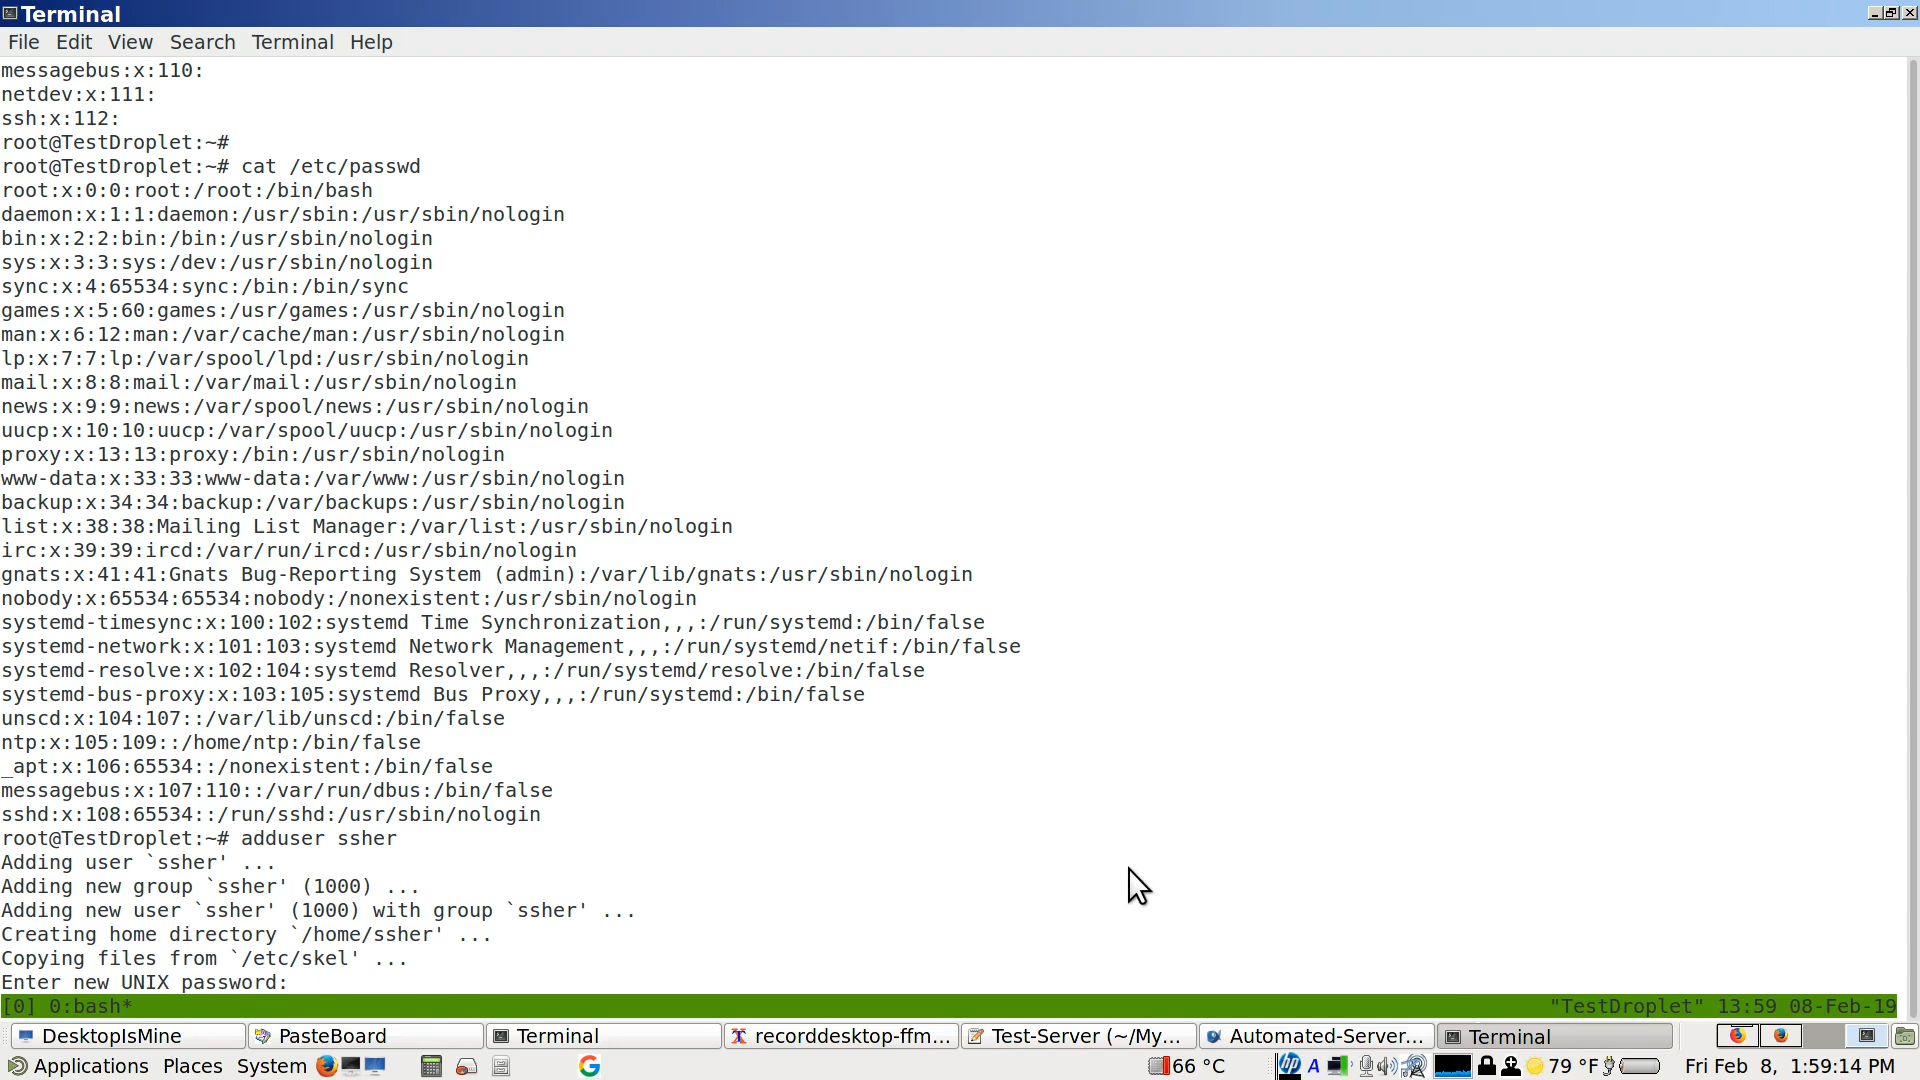 Terminal
File Edit View Search Terminal Help
messagebus:x:110:
netdev:x:111:
ssh:x:112:
root@TestDroplet:~#
root@TestDroplet:~# cat /etc/passwd
root:x:0:0:root:/root:/bin/bash
daemon:x:1:1:daemon:/usr/sbin:/usr/sbin/nologin
bin:x:2:2:bin:/bin:/usr/sbin/nologin
sys:x:3:3:sys:/dev:/usr/sbin/nologin
sync:x:4:65534:sync:/bin:/bin/sync
games:x:5:60:games:/usr/games:/usr/sbin/nologin
man:x:6:12:man:/var/cache/man:/usr/sbin/nologin
lp:x:7:7:lp:/var/spool/lpd:/usr/sbin/nologin
mail:x:8:8:mail:/var/mail:/usr/sbin/nologin
news:x:9:9:news:/var/spool/news:/usr/sbin/nologin
uucp:x:10:10:uucp:/var/spool/uucp:/usr/sbin/nologin
proxy:x:13:13:proxy:/bin:/usr/sbin/nologin
www-data:x:33:33:www-data:/var/www:/usr/sbin/nologin
backup:x:34:34:backup:/var/backups:/usr/sbin/nologin
list:x:38:38:Mailing List Manager:/var/list:/usr/sbin/nologin
irc:x:39:39:ircd:/var/run/ircd:/usr/sbin/nologin
gnats:x:41:41:Gnats Bug-Reporting System (admin):/var/lib/gnats:/usr/sbin/nologin
nobody:x:65534:65534:nobody:/nonexistent:/usr/sbin/nologin
systemd-timesync:x:100:102:systemd Time Synchronization,,,:/run/systemd:/bin/false
systemd-network:x:101:103:systemd Network Management,,,:/run/systemd/netif:/bin/false
systemd-resolve:x:102:104:systemd Resolver,,,:/run/systemd/resolve:/bin/false
systemd-bus-proxy:x:103:105:systemd Bus Proxy,,,:/run/systemd:/bin/false
unscd:x:104:107::/var/lib/unscd:/bin/false
ntp:x:105:109::/home/ntp:/bin/false
_apt:x:106:65534::/nonexistent:/bin/false
messagebus:x:107:110::/var/run/dbus:/bin/false
sshd:x:108:65534::/run/sshd:/usr/sbin/nologin
root@TestDroplet:~# adduser ssher
Adding user `ssher' ...
Adding new group `ssher' (1000) ...
Adding new user `ssher' (1000) with group `ssher' ...
Creating home directory `/home/ssher' ...
Copying files from `/etc/skel' ...
Enter new UNIX password:
[0] 0:bash* "TestDroplet" 13:59 08-Feb-19
DesktopIsMine PasteBoard Terminal recorddesktop-ffm... Test-Server (~/My... Automated-Server... Terminal
Applications Places System G 66 °C hp A 79 °F Fri Feb 8, 1:59:14 PM